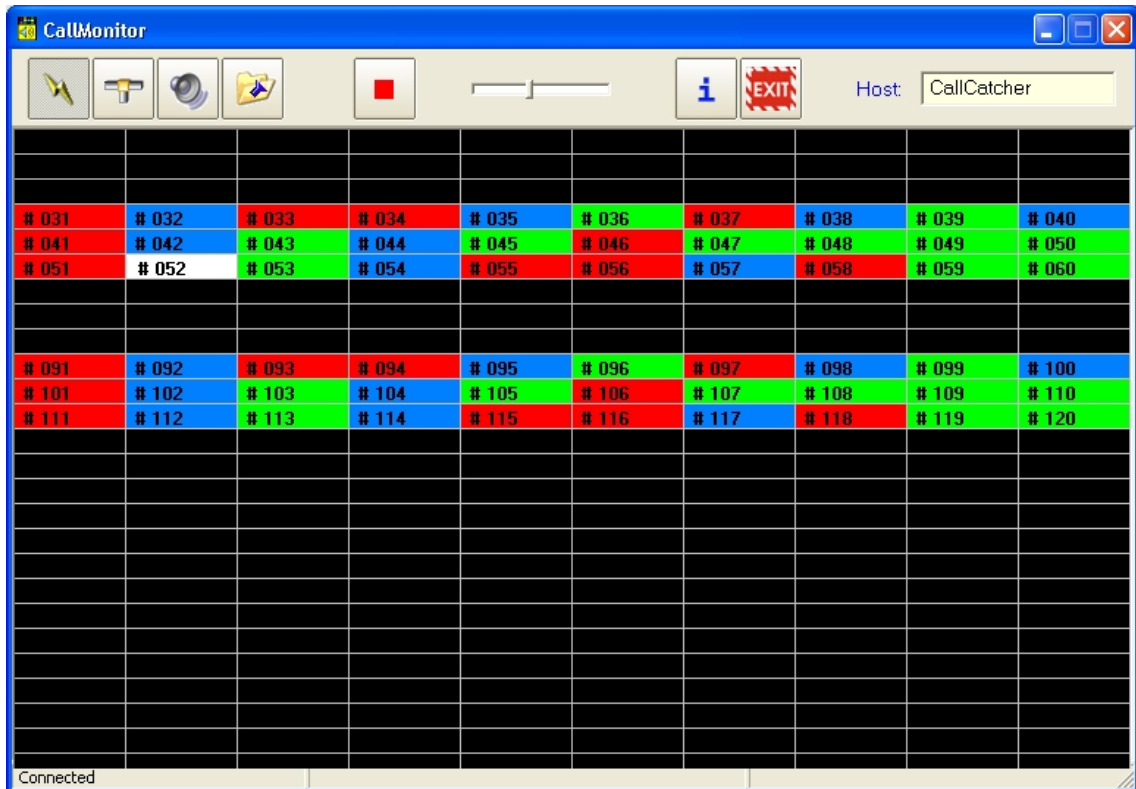 CallMonitor
EXIT Host: CallCatcher
# 031 # 032 # 033 # 034 # 035 # 036 # 037 # 038 # 039 # 040
# 041 # 042 # 043 # 044 # 045 # 046 # 047 # 048 # 049 # 050
# 051 # 052 # 053 # 054 # 055 # 056 # 057 # 058 # 059 # 060
# 091 # 092 # 093 # 094 # 095 # 096 # 097 # 098 # 099 # 100
# 101 # 102 # 103 # 104 # 105 # 106 # 107 # 108 # 109 # 110
# 111 # 112 # 113 # 114 # 115 # 116 # 117 # 118 # 119 # 120
Connected